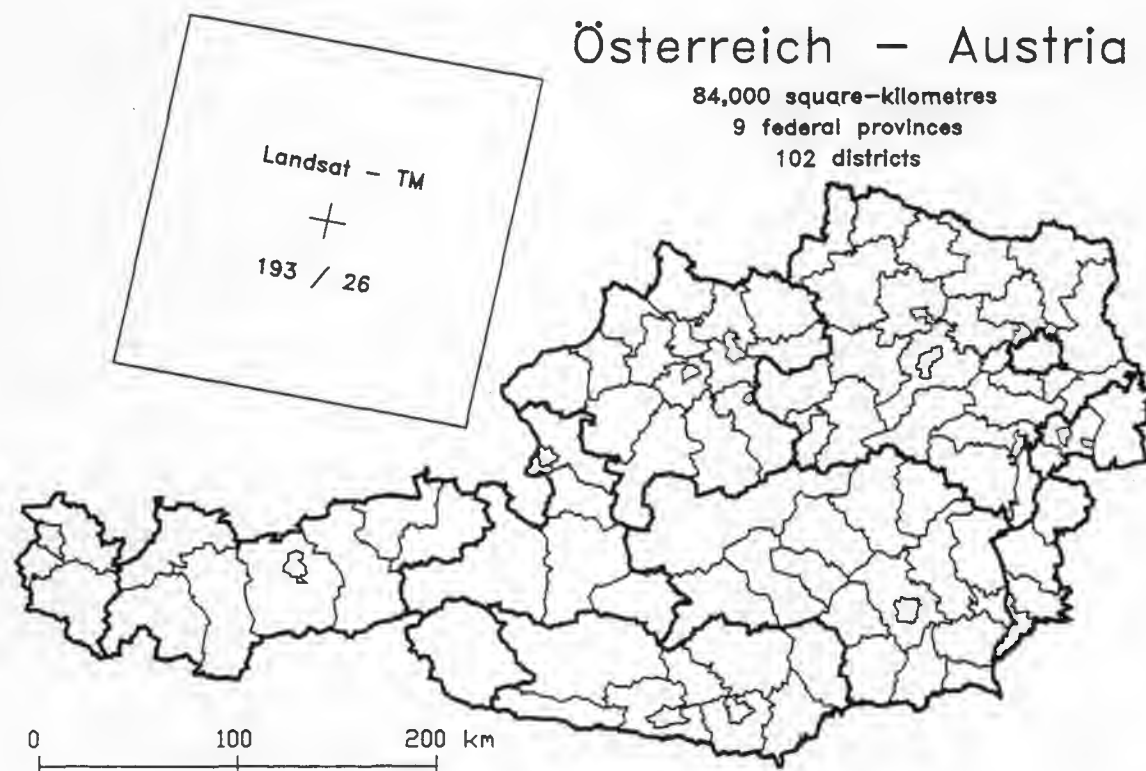 Österreich – Austria
84,000 square-kilometres
9 federal provinces
102 districts
Landsat – TM
193 / 26
0 100 200 km